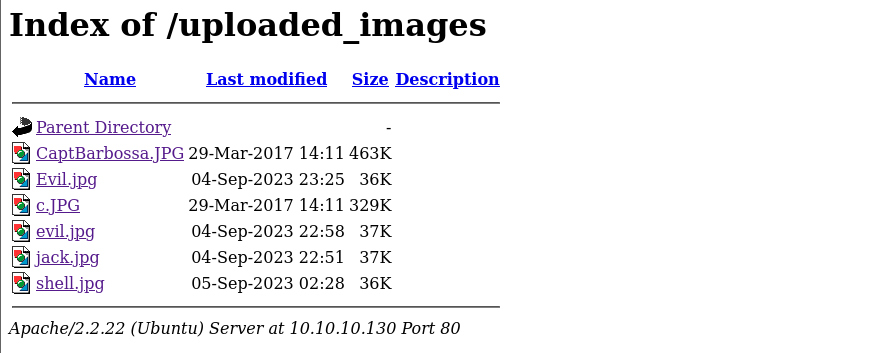 Index of /uploaded_images
Name Last modified Size Description
Parent Directory -
CaptBarbossa.JPG 29-Mar-2017 14:11 463K
Evil.jpg 04-Sep-2023 23:25 36K
c.JPG 29-Mar-2017 14:11 329K
evil.jpg 04-Sep-2023 22:58 37K
jack.jpg 04-Sep-2023 22:51 37K
shell.jpg 05-Sep-2023 02:28 36K
Apache/2.2.22 (Ubuntu) Server at 10.10.10.130 Port 80